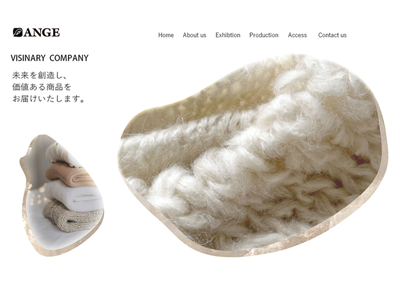 ANGE
Home About us Exhibtion Production Access Contact us
VISINARY COMPANY
未来を創造し、
価値ある商品を
お届けいたします。